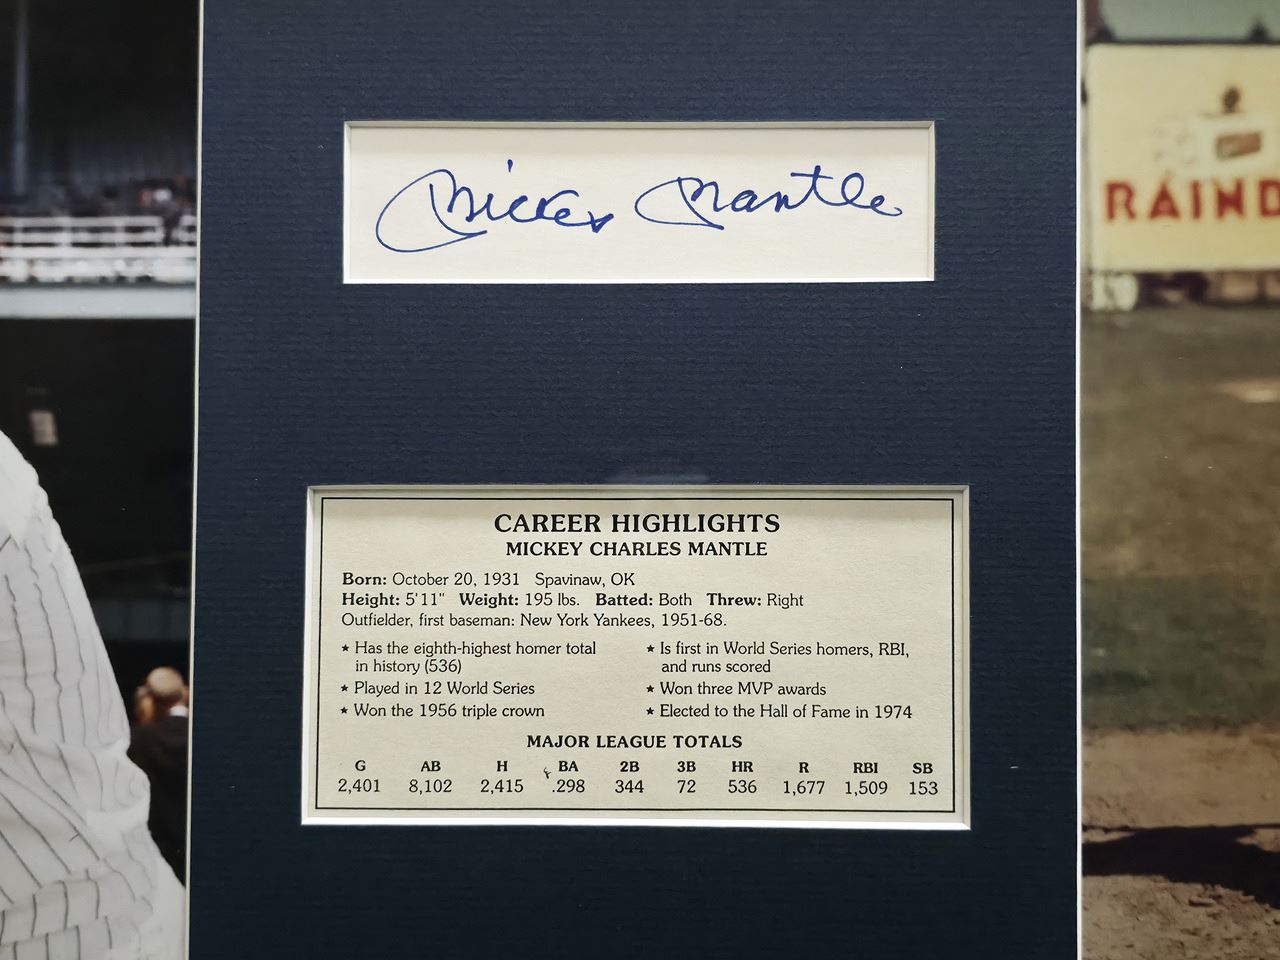 Mickey Mantle
RAINB
CAREER HIGHLIGHTS
MICKEY CHARLES MANTLE
Born: October 20, 1931 Spavinaw, OK
Height: 5'11" Weight: 195 lbs. Batted: Both Threw: Right
Outfielder, first baseman: New York Yankees, 1951-68.
★ Has the eighth-highest homer total
in history (536)
★ Played in 12 World Series
★ Won the 1956 triple crown
★ Is first in World Series homers, RBI,
and runs scored
★ Won three MVP awards
★ Elected to the Hall of Fame in 1974
MAJOR LEAGUE TOTALS
G AB H BA 2B 3B HR R RBI SB
2,401 8,102 2,415 .298 344 72 536 1,677 1,509 153